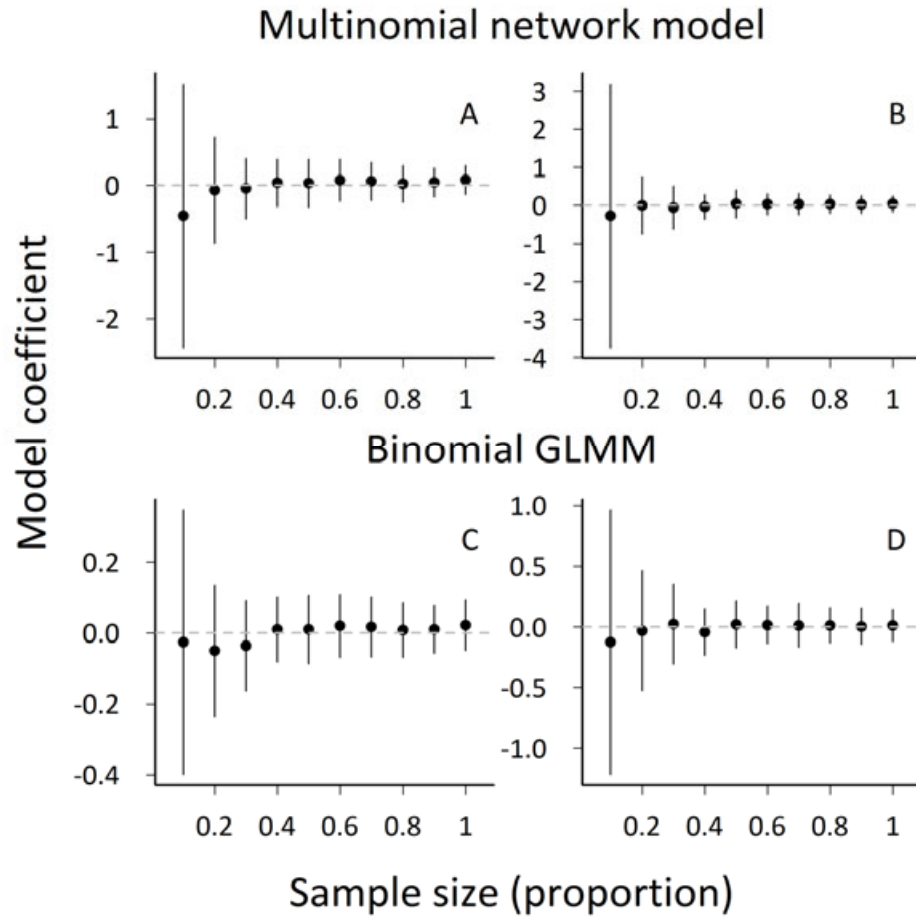 Multinomial network model
A
B
1
0
-1
-2
3
2
1
0
-1
-2
-3
-4
0.2 0.4 0.6 0.8 1
0.2 0.4 0.6 0.8 1
Model coefficient
Binomial GLMM
C
D
0.2
0.0
-0.2
-0.4
1.0
0.5
0.0
-0.5
-1.0
0.2 0.4 0.6 0.8 1
0.2 0.4 0.6 0.8 1
Sample size (proportion)